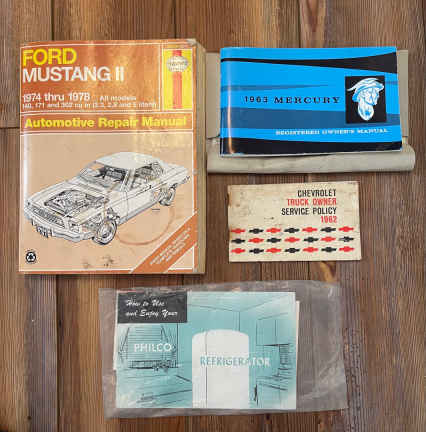 FORD
MUSTANG II
1974 thru 1978 All models
140, 171 and 302 cu in (2.3, 2.8 and 5 liters)
Automotive Repair Manual
1963 MERCURY
REGISTERED OWNER'S MANUAL
CHEVROLET
TRUCK OWNER
SERVICE POLICY
1962
How to Use
and Enjoy Your
PHILCO
REFRIGERATOR